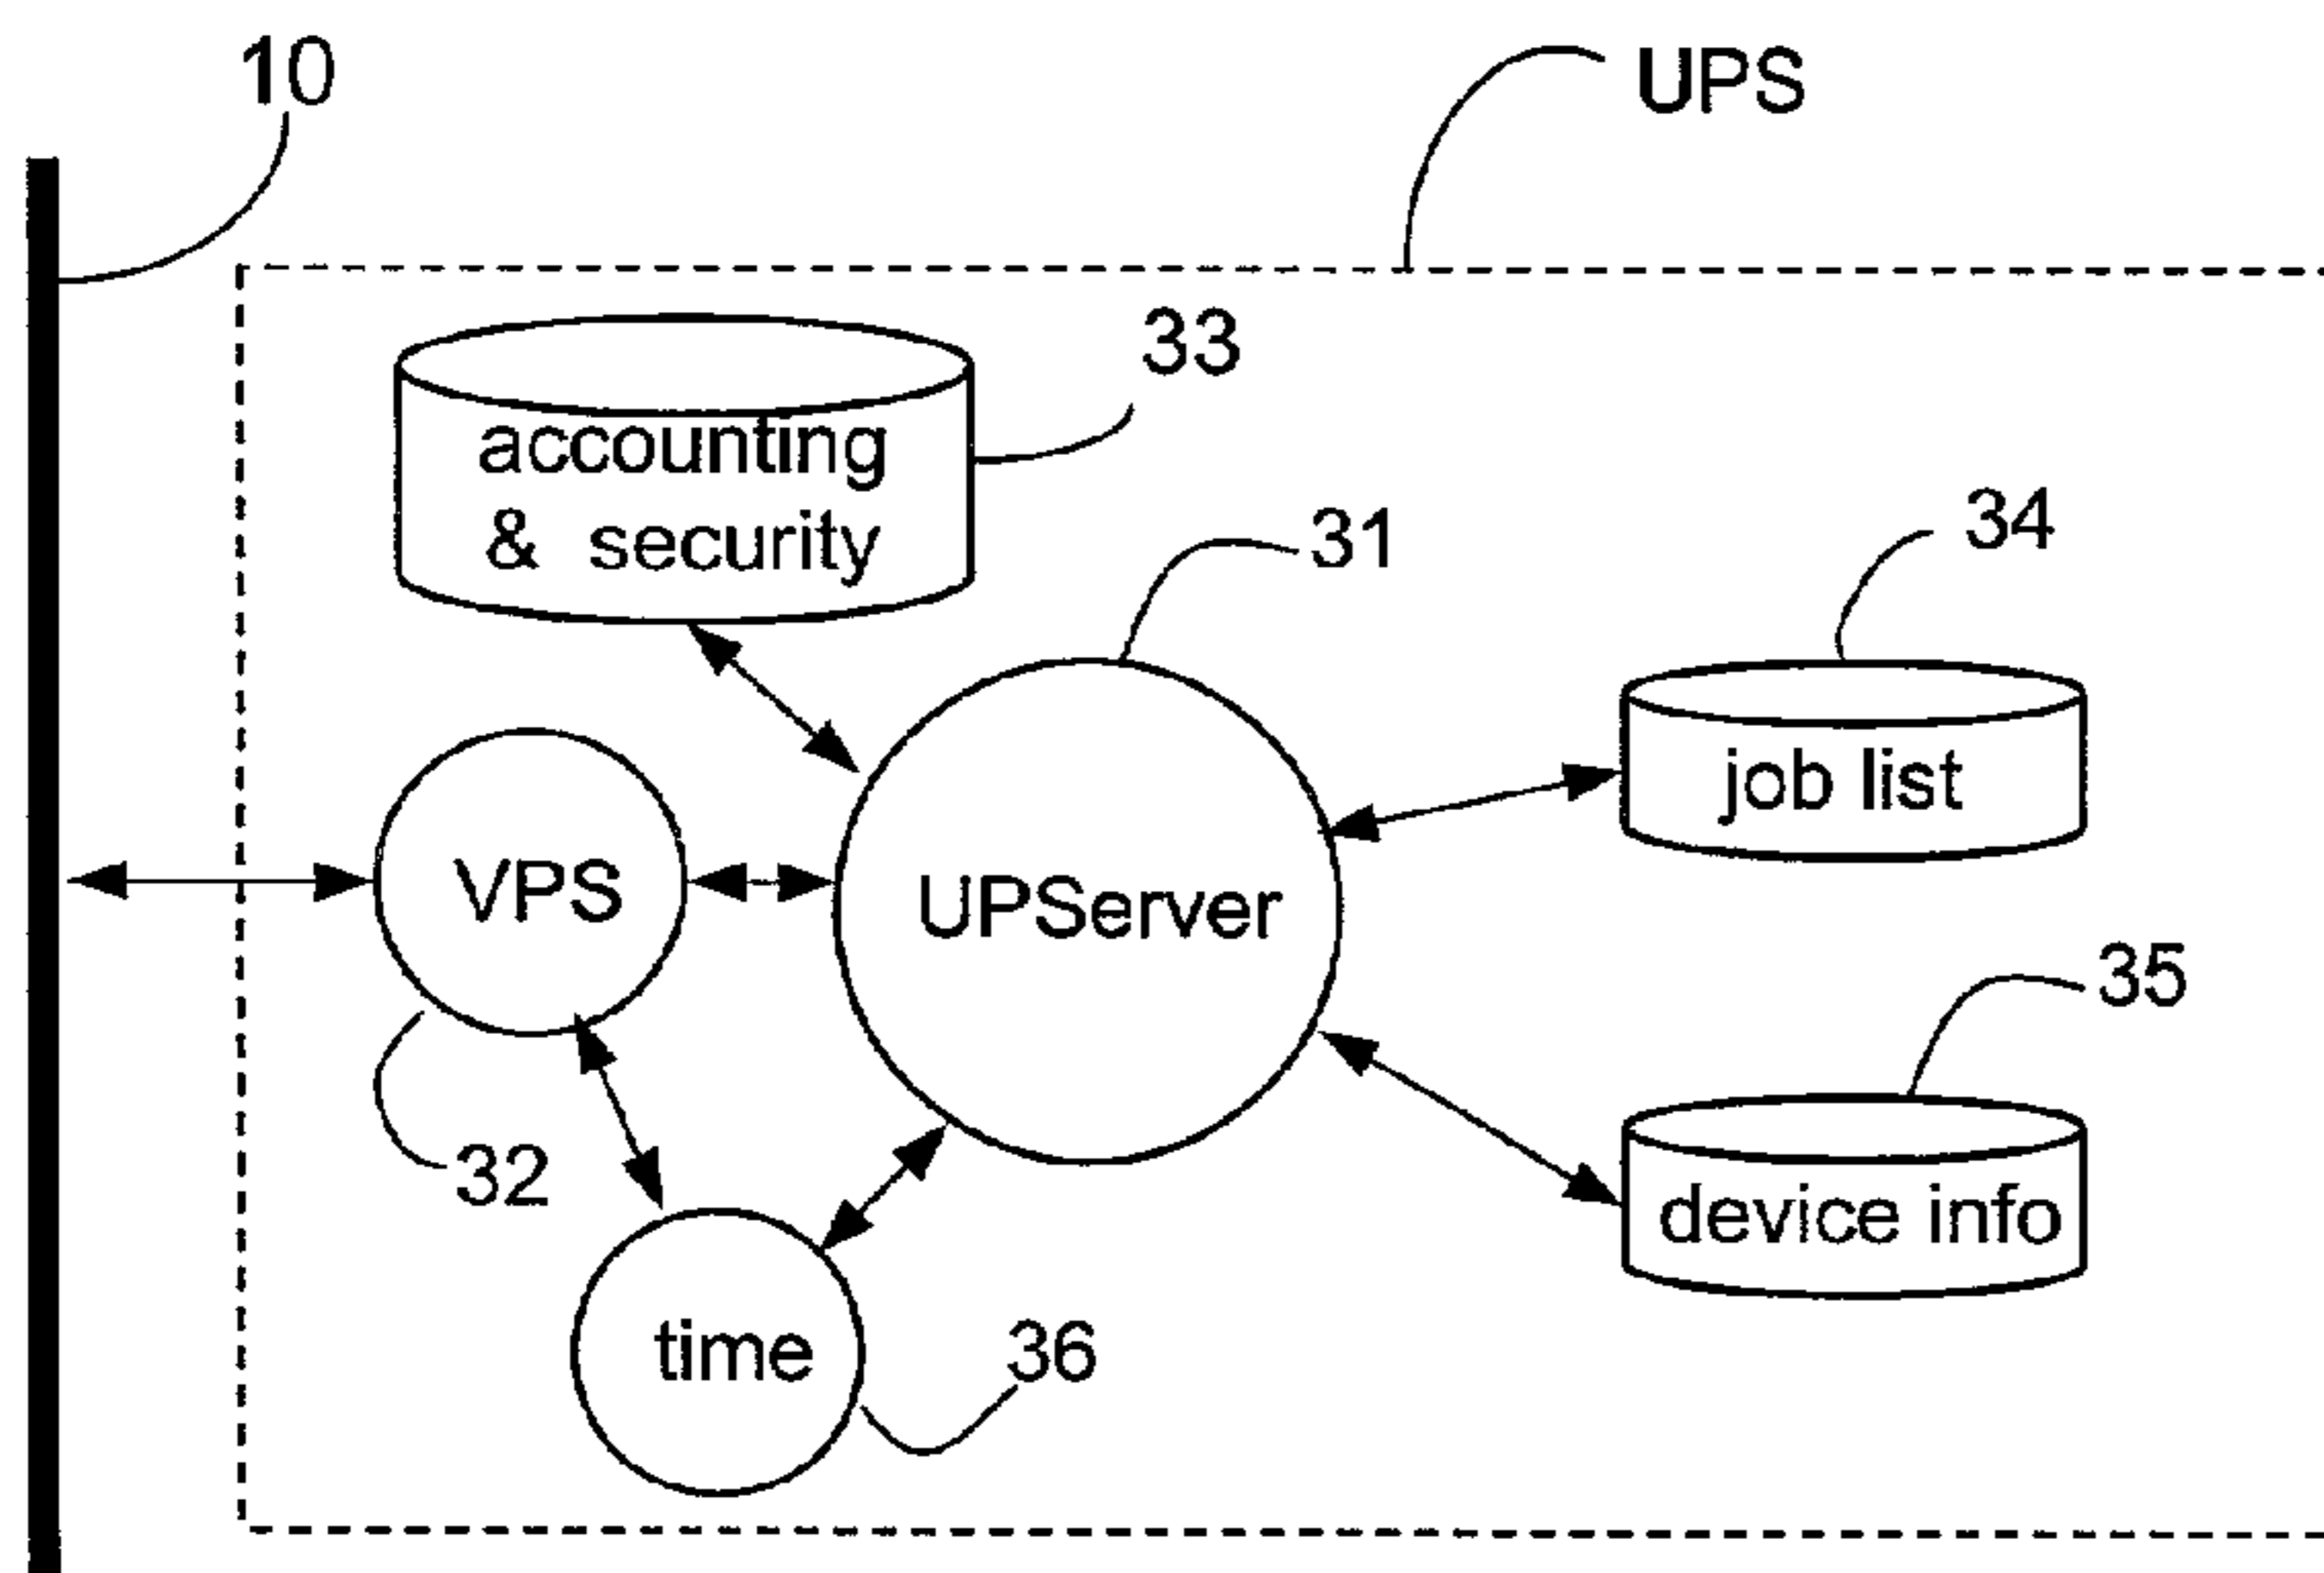 10
UPS
33
accounting
& security
31
34
job list
VPS
UPServer
35
32
device info
time
36